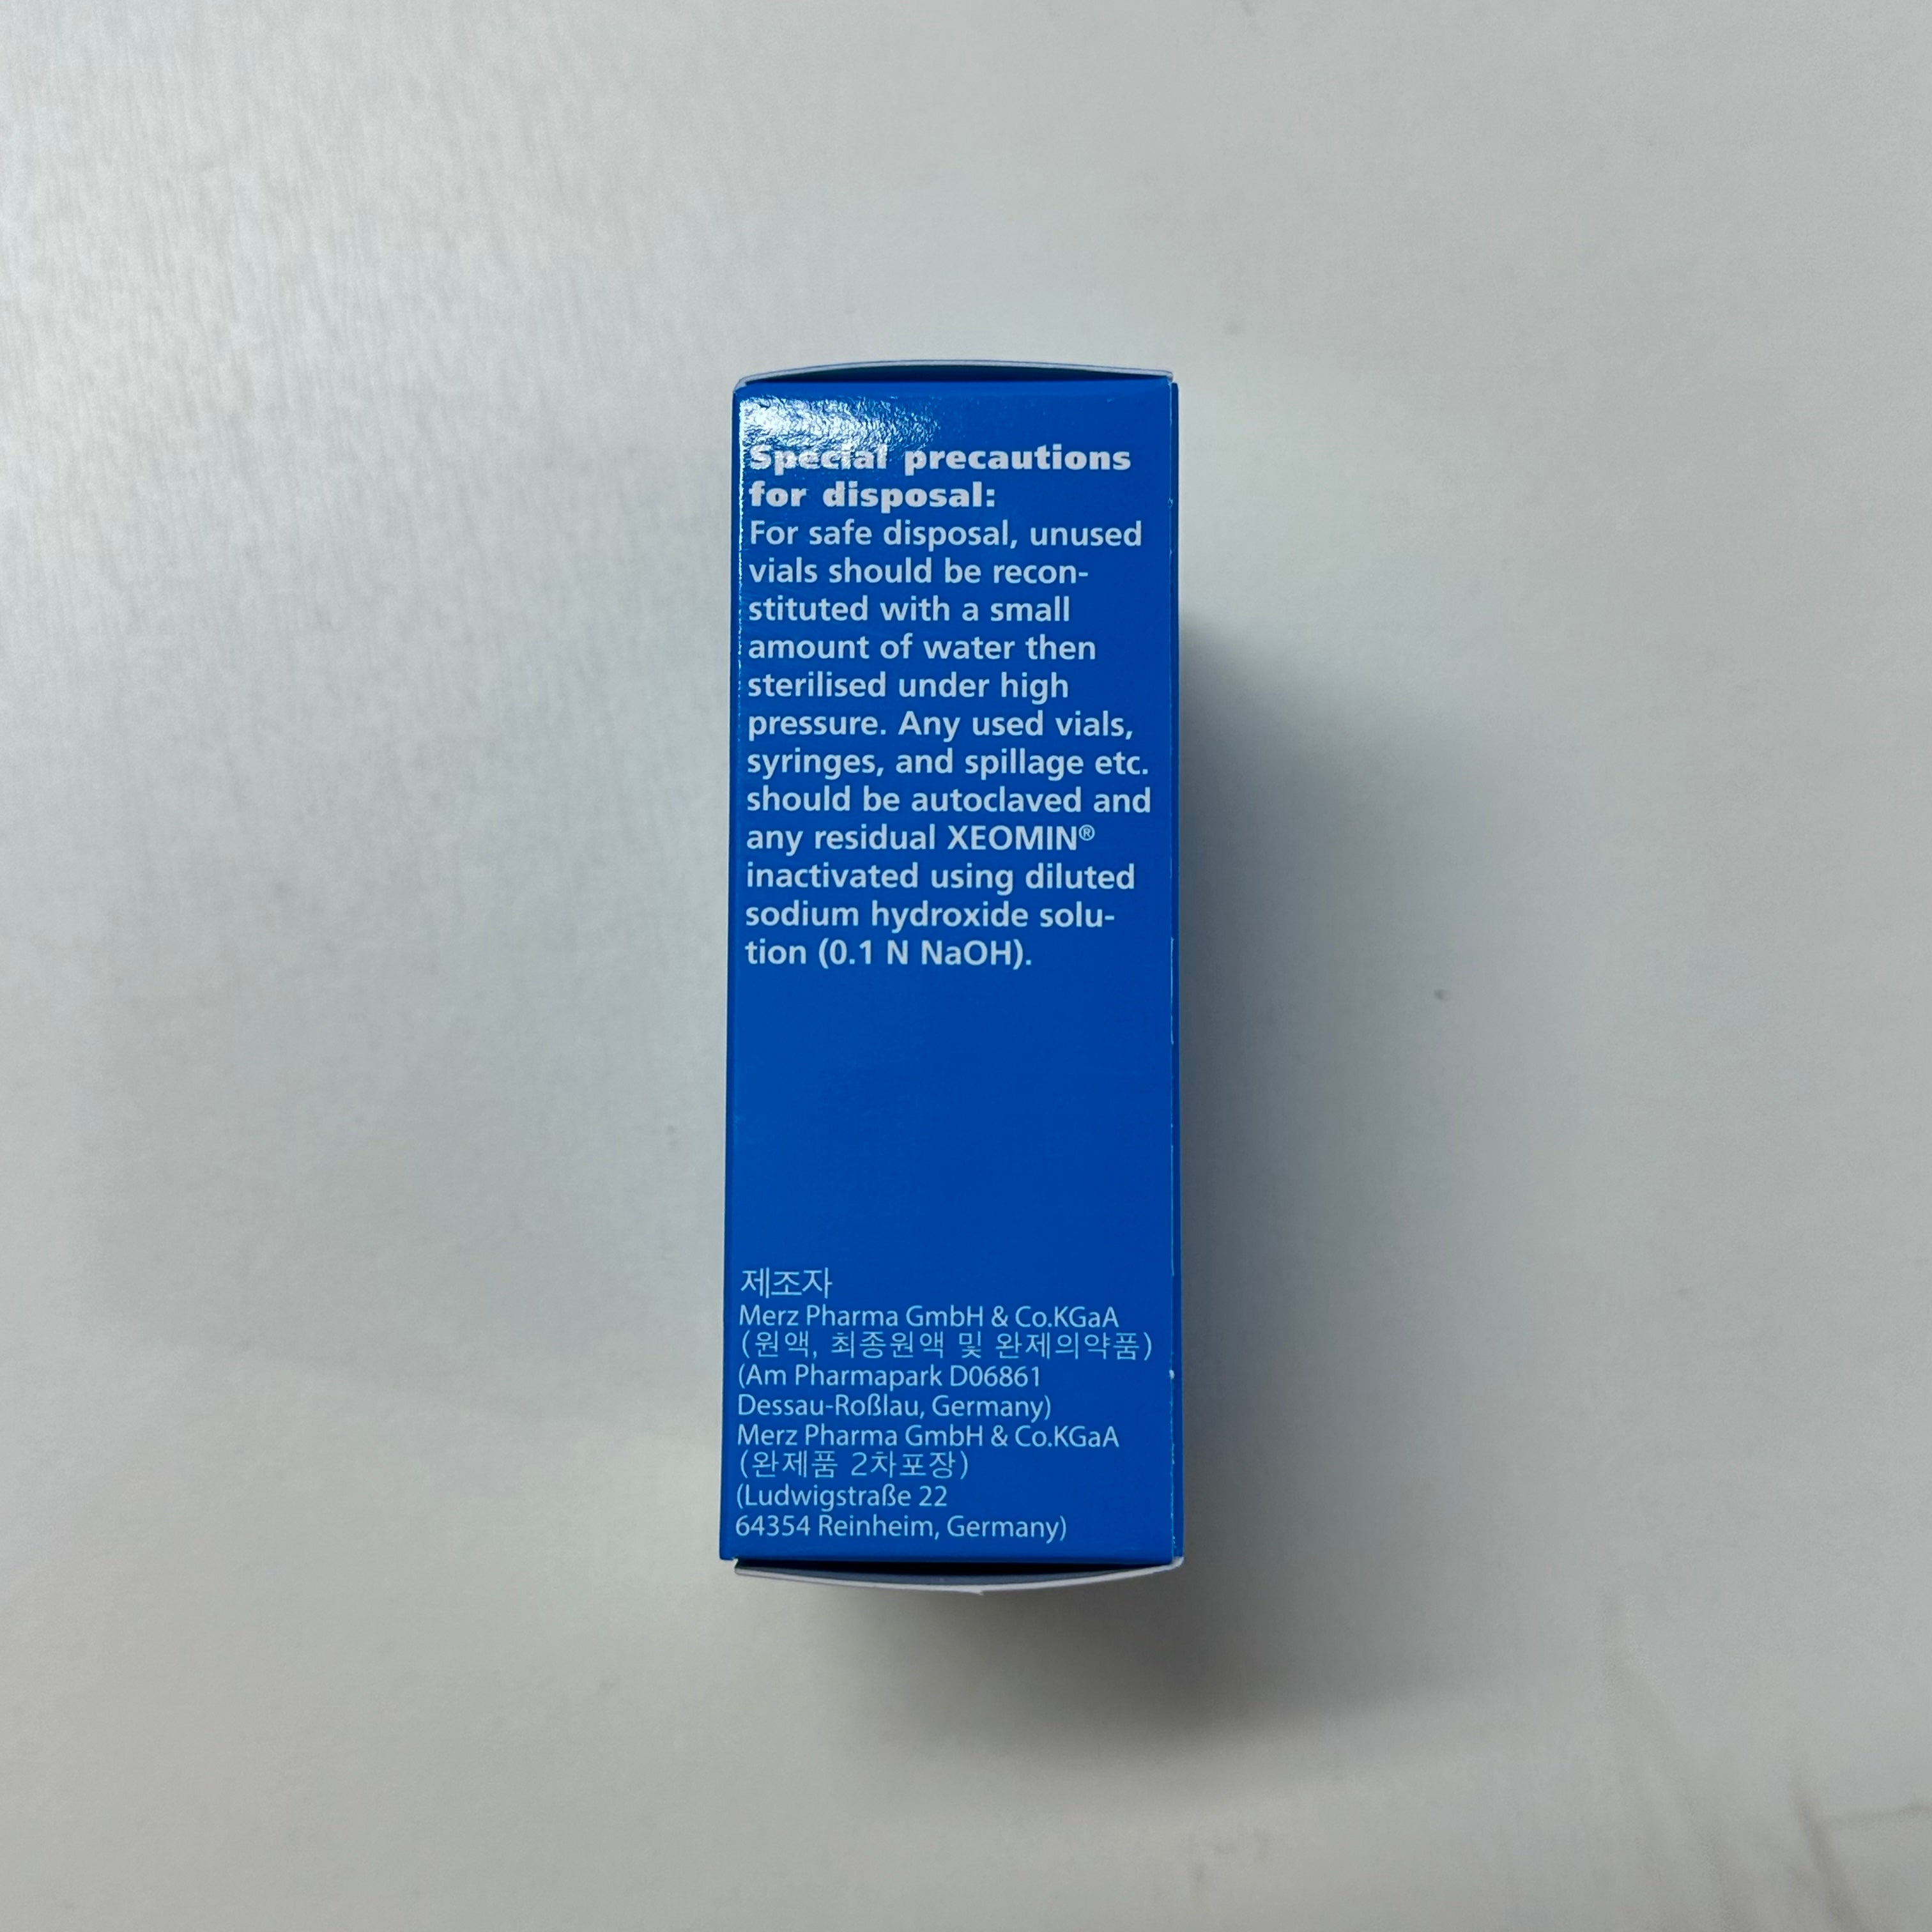 Special precautions
for disposal:
For safe disposal, unused
vials should be recon-
stituted with a small
amount of water then
sterilised under high
pressure. Any used vials,
syringes, and spillage etc.
should be autoclaved and
any residual XEOMIN®
inactivated using diluted
sodium hydroxide solu-
tion (0.1 N NaOH).
제조자
Merz Pharma GmbH & Co.KGaA
(원액, 최종원액 및 완제의약품)
(Am Pharmapark D06861
Dessau-Roßlau, Germany)
Merz Pharma GmbH & Co.KGaA
(완제품 2차포장)
(Ludwigstraße 22
64354 Reinheim, Germany)